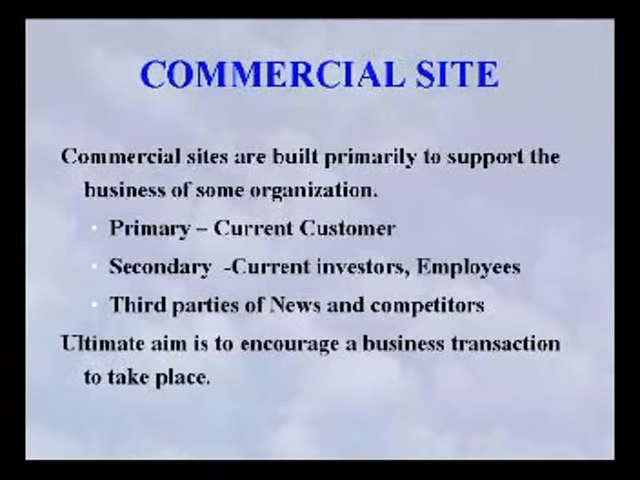 COMMERCIAL SITE
Commercial sites are built primarily to support the
business of some organization.
• Primary – Current Customer
• Secondary -Current investors, Employees
• Third parties of News and competitors
Ultimate aim is to encourage a business transaction
to take place.